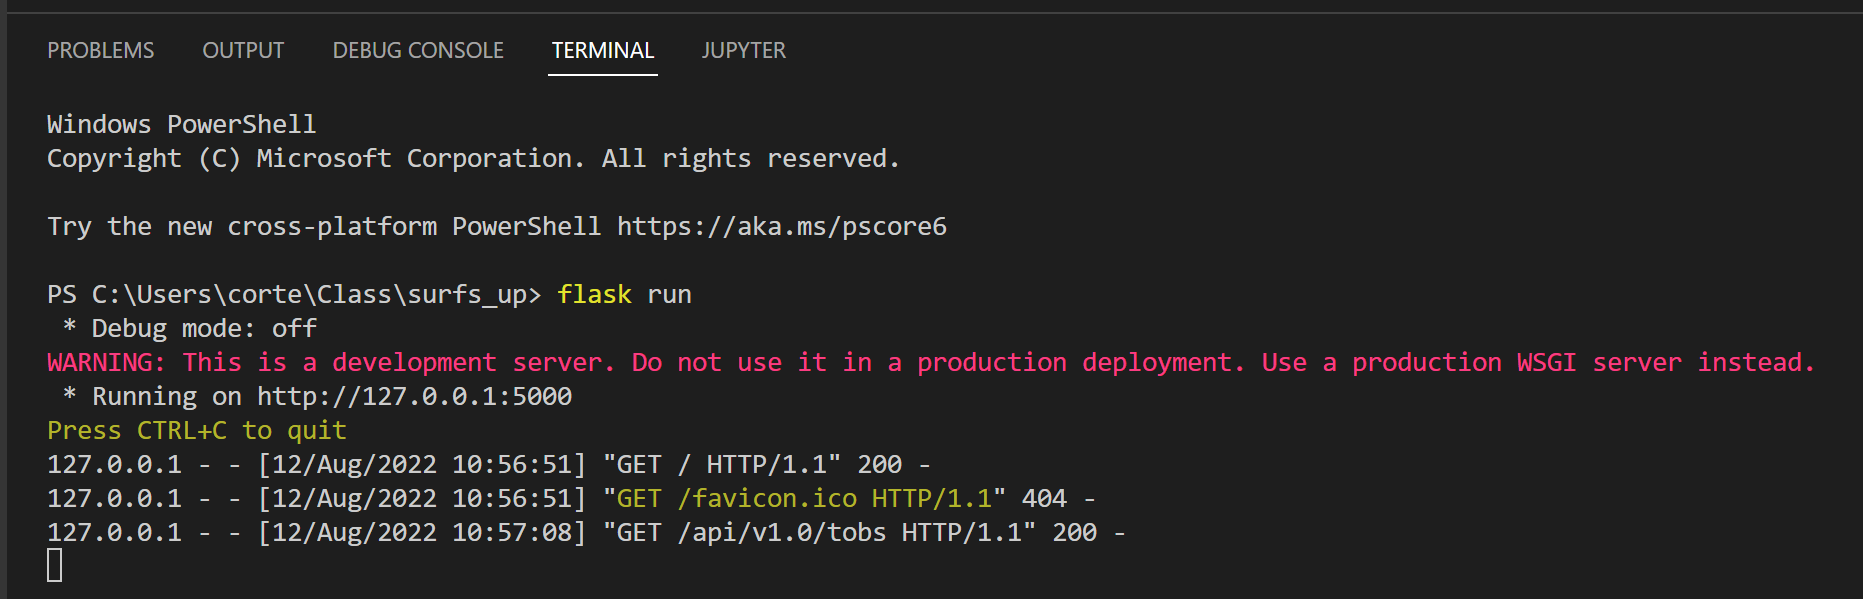 PROBLEMS OUTPUT DEBUG CONSOLE TERMINAL JUPYTER
Windows PowerShell
Copyright (C) Microsoft Corporation. All rights reserved.
Try the new cross-platform PowerShell https://aka.ms/pscore6
PS C:\Users\corte\Class\surfs_up> flask run
 * Debug mode: off
WARNING: This is a development server. Do not use it in a production deployment. Use a production WSGI server instead.
 * Running on http://127.0.0.1:5000
Press CTRL+C to quit
127.0.0.1 - - [12/Aug/2022 10:56:51] "GET / HTTP/1.1" 200 -
127.0.0.1 - - [12/Aug/2022 10:56:51] "GET /favicon.ico HTTP/1.1" 404 -
127.0.0.1 - - [12/Aug/2022 10:57:08] "GET /api/v1.0/tobs HTTP/1.1" 200 -